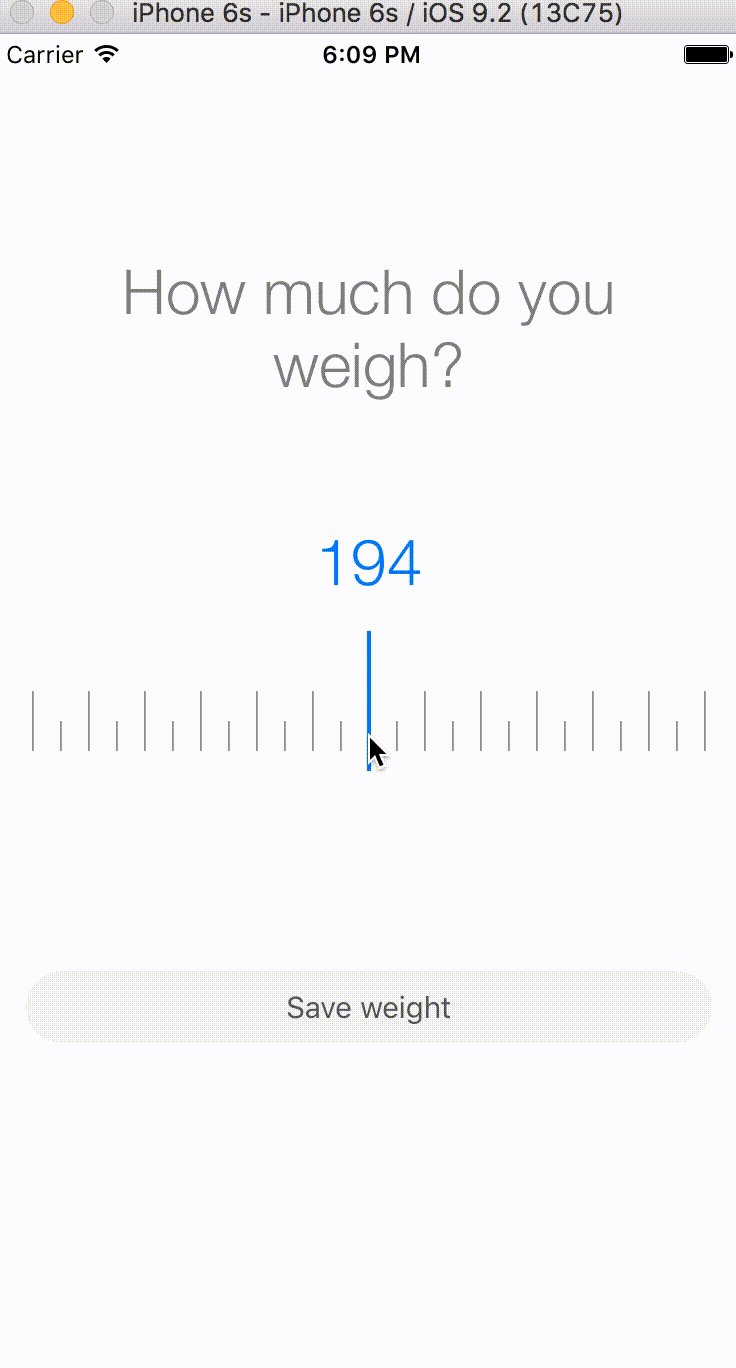 iPhone 6s - iPhone 6s / iOS 9.2 (13C75)
Carrier 6:09 PM
How much do you
weigh?
194
Save weight